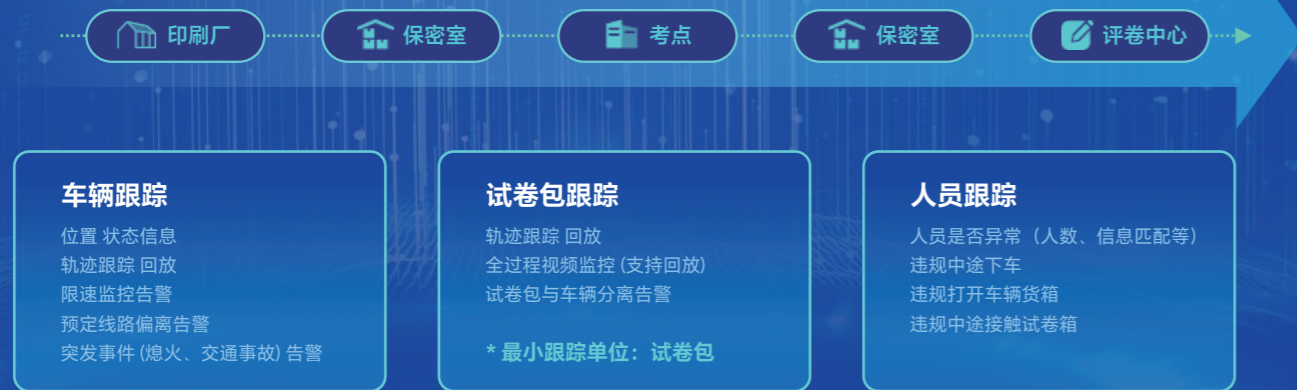 印刷厂
保密室
考点
保密室
评卷中心
车辆跟踪
位置 状态信息
轨迹跟踪 回放
限速监控告警
预定线路偏离告警
突发事件 (熄火、交通事故) 告警
试卷包跟踪
轨迹跟踪 回放
全过程视频监控 (支持回放)
试卷包与车辆分离告警
* 最小跟踪单位：试卷包
人员跟踪
人员是否异常（人数、信息匹配等）
违规中途下车
违规打开车辆货箱
违规中途接触试卷箱